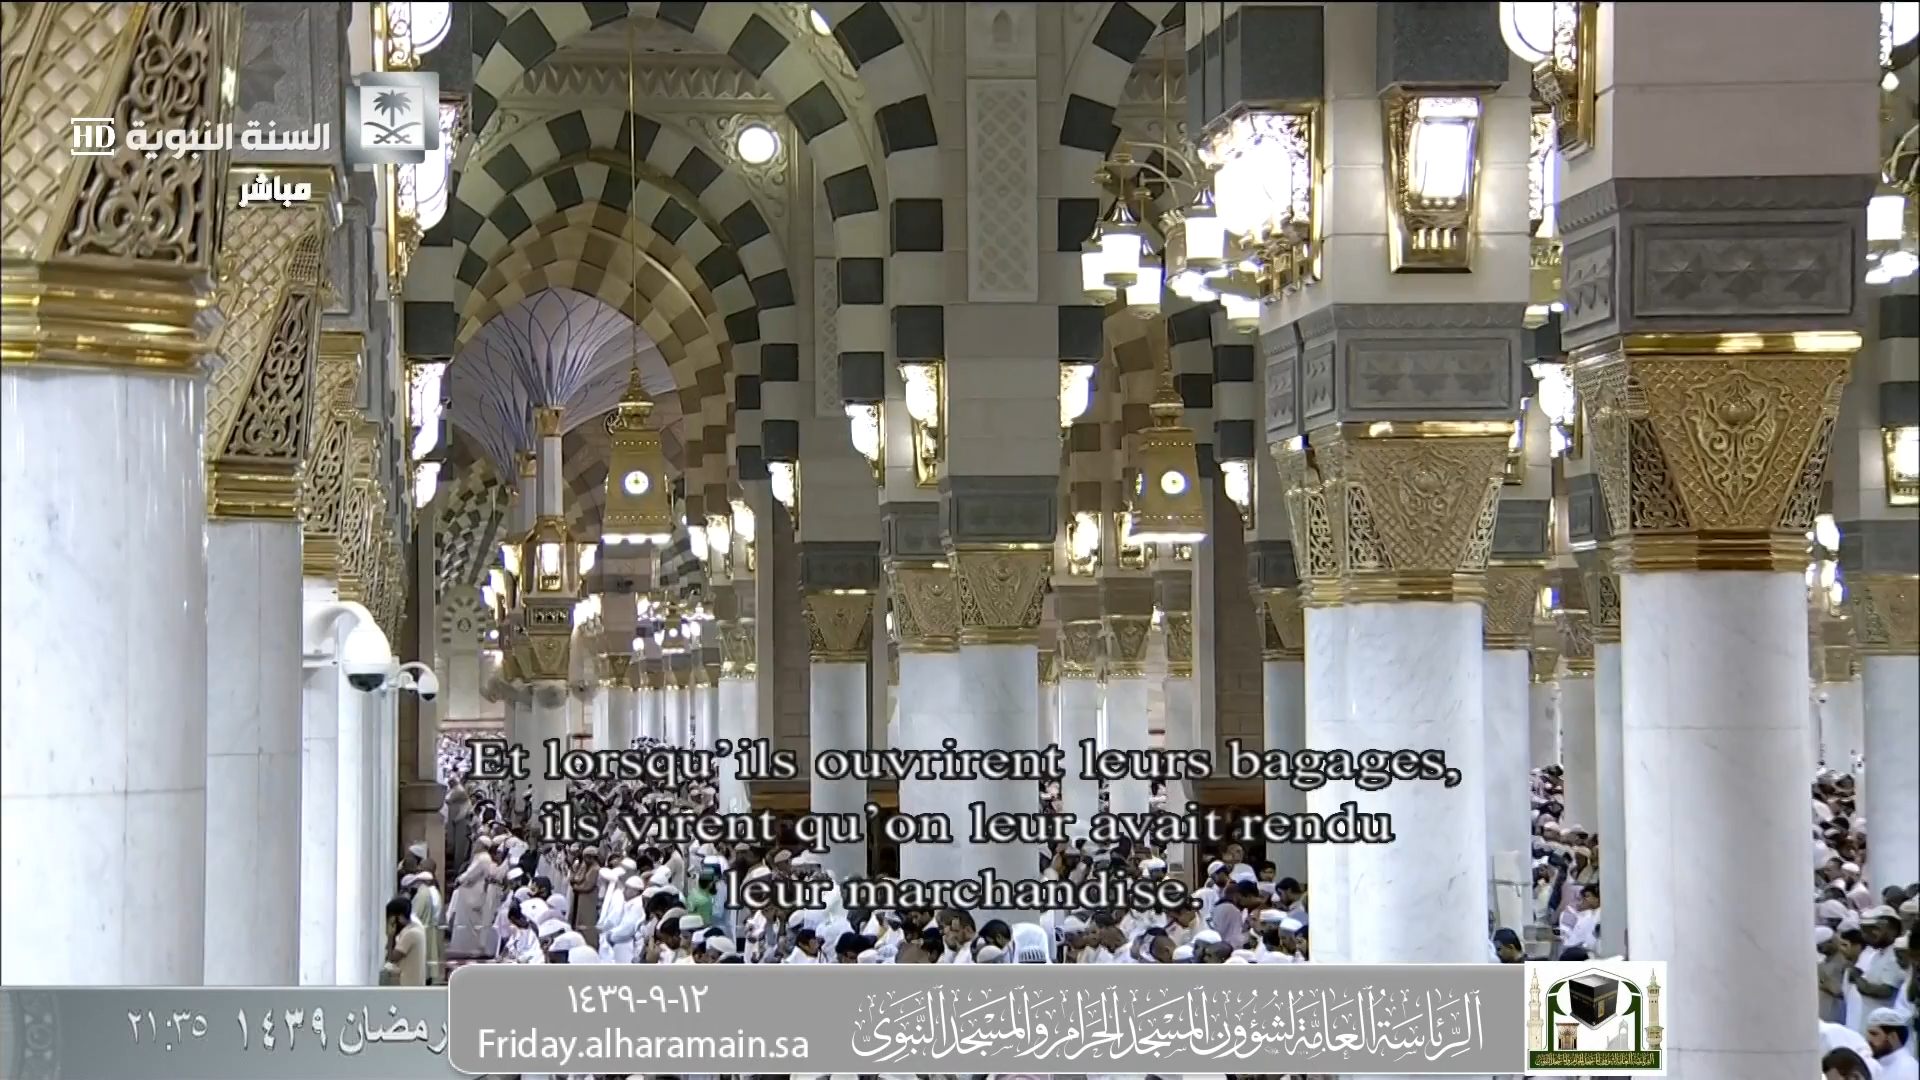 HD السنة النبوية
مباشر
Et lorsqu'ils ouvrirent leurs bagages,
ils virent qu'on leur avait rendu
leur marchandise.
٢١:٣٥ رمضان ١٤٣٩
١٤٣٩-٩-١٢
Friday.alharamain.sa
الرئاسة العامة لشؤون المسجد الحرام والمسجد النبوي